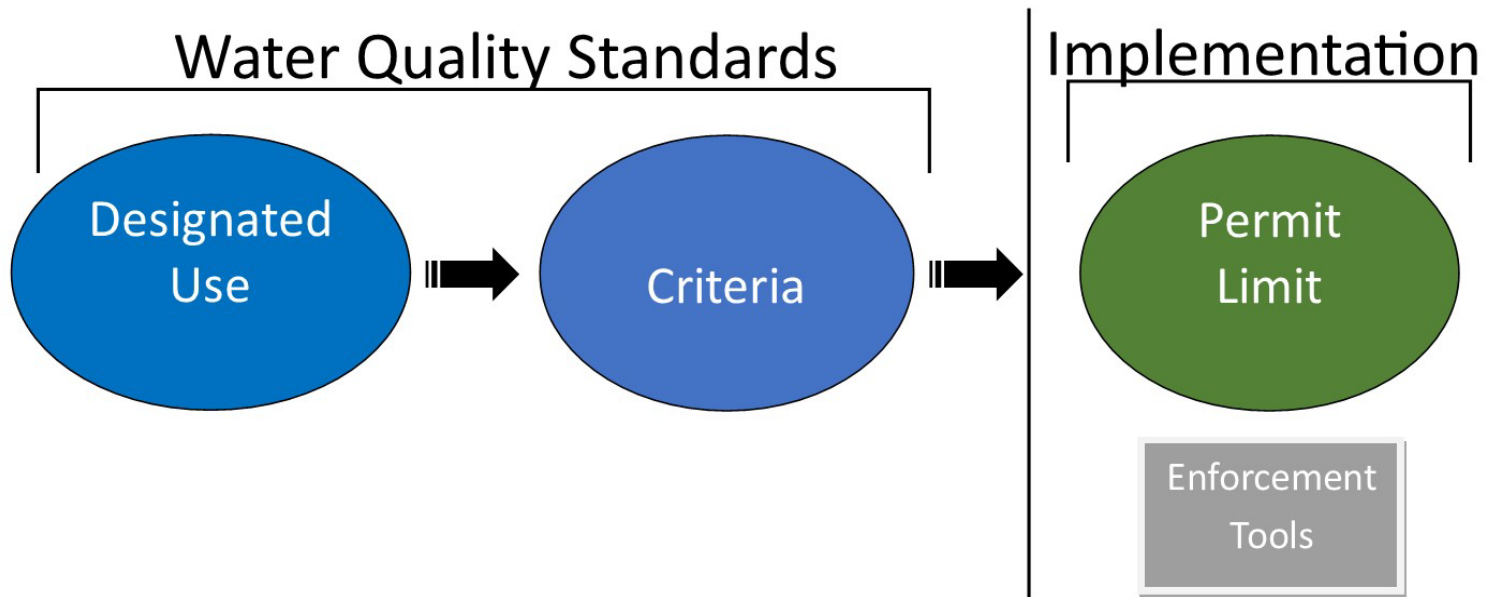 Water Quality Standards
Implementation
Designated
Use
Criteria
Permit
Limit
Enforcement
Tools